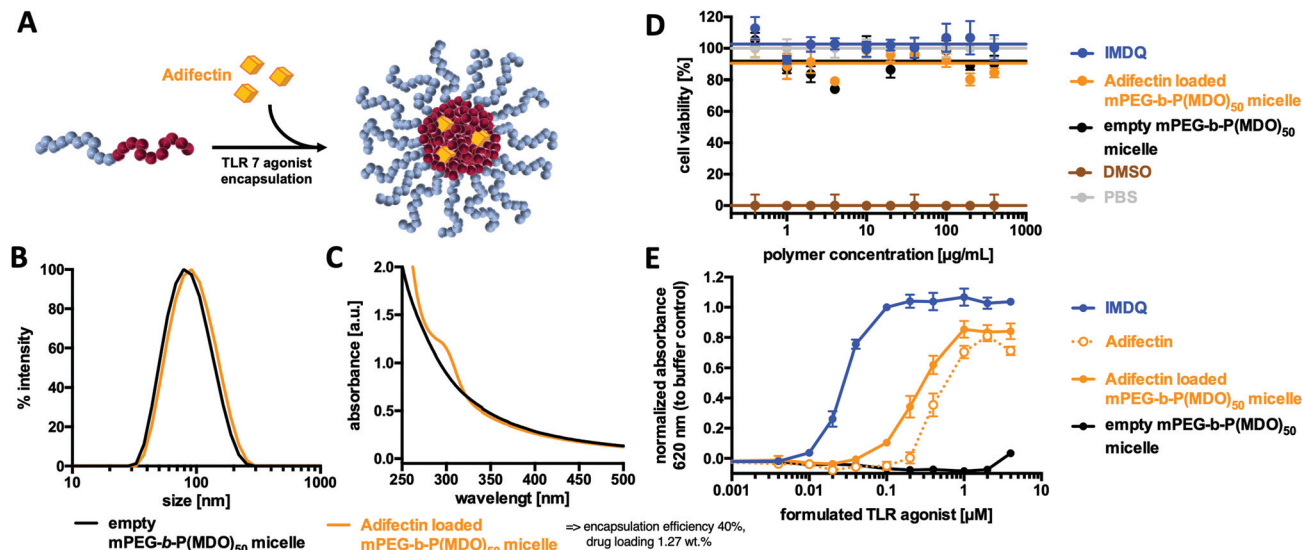 A
Adifectin
TLR 7 agonist
encapsulation
B
% intensity
100
80
60
40
20
0
10
100
1000
size [nm]
C
absorbance [a.u.]
2.0
1.5
1.0
0.5
0.0
250
300
350
400
450
500
wavelengt [nm]
empty
mPEG-b-P(MDO)50 micelle
Adifectin loaded
mPEG-b-P(MDO)50 micelle
=> encapsulation efficiency 40%,
drug loading 1.27 wt.%
D
cell viability [%]
120
100
80
60
40
20
0
1
10
100
1000
polymer concentration [µg/mL]
IMDQ
Adifectin loaded
mPEG-b-P(MDO)50 micelle
empty mPEG-b-P(MDO)50
micelle
DMSO
PBS
E
normalized absorbance
620 nm (to buffer control)
1.2
1.0
0.8
0.6
0.4
0.2
0.0
0.001
0.01
0.1
1
10
formulated TLR agonist [µM]
IMDQ
Adifectin
Adifectin loaded
mPEG-b-P(MDO)50 micelle
empty mPEG-b-P(MDO)50
micelle